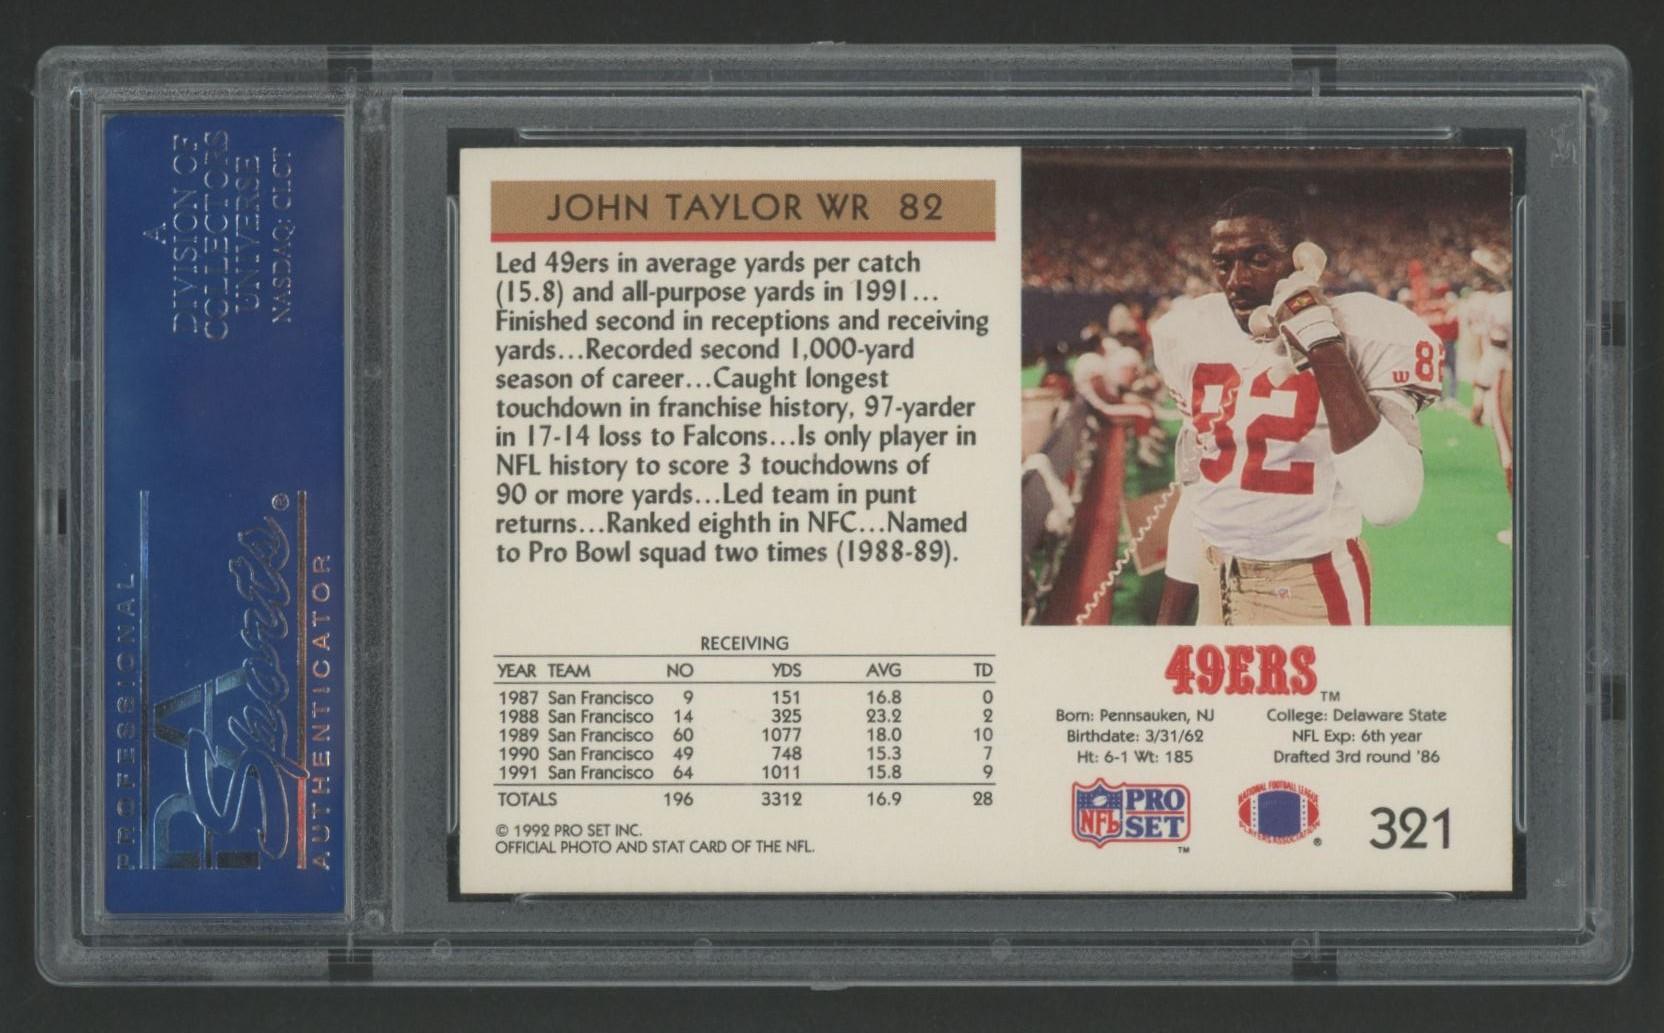 A
DIVISION OF
COLLECTORS
UNIVERSE
NASDAQ: CLCT
PROFESSIONAL
PSA
Sports®
AUTHENTICATOR
JOHN TAYLOR WR 82
Led 49ers in average yards per catch
(15.8) and all-purpose yards in 1991...
Finished second in receptions and receiving
yards...Recorded second 1,000-yard
season of career...Caught longest
touchdown in franchise history, 97-yarder
in 17-14 loss to Falcons...Is only player in
NFL history to score 3 touchdowns of
90 or more yards...Led team in punt
returns...Ranked eighth in NFC...Named
to Pro Bowl squad two times (1988-89).
RECEIVING
YEAR TEAM NO YDS AVG TD
1987 San Francisco 9 151 16.8 0
1988 San Francisco 14 325 23.2 2
1989 San Francisco 60 1077 18.0 10
1990 San Francisco 49 748 15.3 7
1991 San Francisco 64 1011 15.8 9
TOTALS 196 3312 16.9 28
© 1992 PRO SET INC.
OFFICIAL PHOTO AND STAT CARD OF THE NFL.
82
W 82
49ERS TM
Born: Pennsauken, NJ
Birthdate: 3/31/62
Ht: 6-1 Wt: 185
College: Delaware State
NFL Exp: 6th year
Drafted 3rd round '86
NFL PRO SET TM
NATIONAL FOOTBALL LEAGUE
PLAYERS ASSOCIATION ®
321